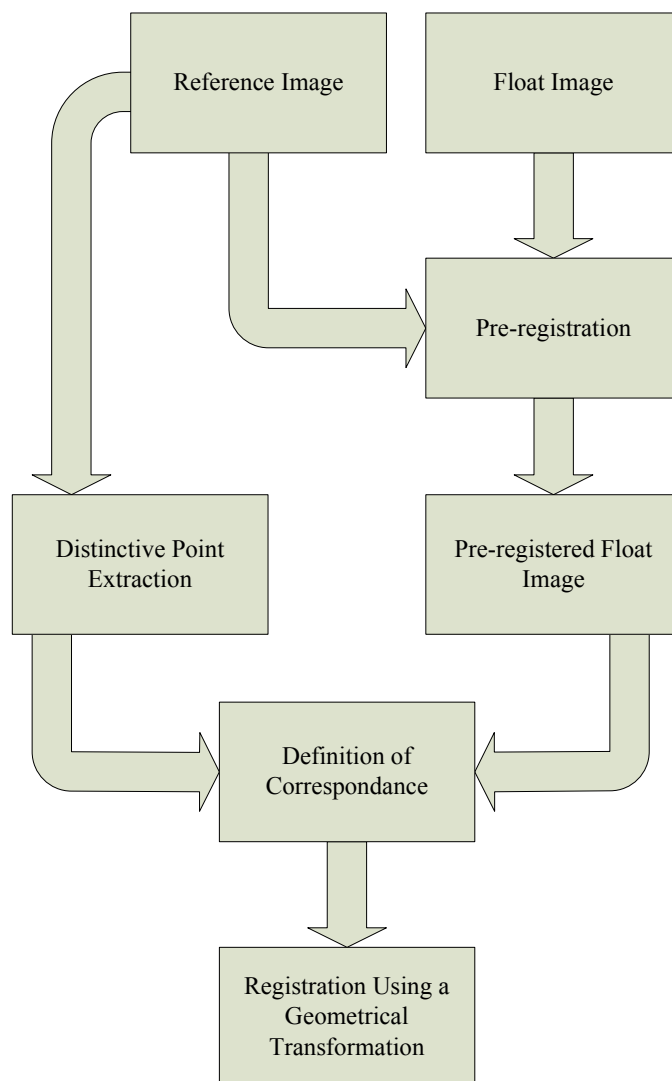 Reference Image
Float Image
Pre-registration
Distinctive Point
Extraction
Pre-registered Float
Image
Definition of
Correspondance
Registration Using a
Geometrical
Transformation